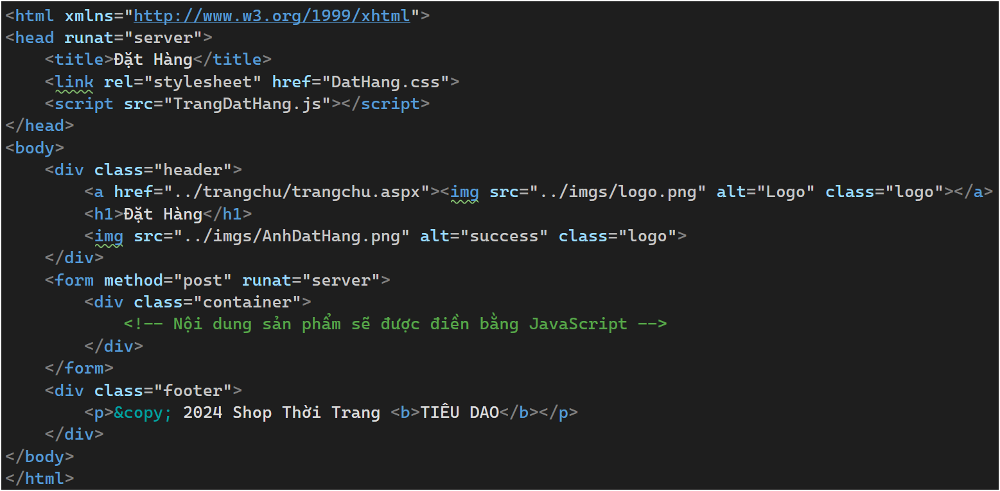 <html xmlns="http://www.w3.org/1999/xhtml">
<head runat="server">
    <title>Đặt Hàng</title>
    <link rel="stylesheet" href="DatHang.css">
    <script src="TrangDatHang.js"></script>
</head>
<body>
    <div class="header">
        <a href="../trangchu/trangchu.aspx"><img src="../imgs/logo.png" alt="Logo" class="logo"></a>
        <h1>Đặt Hàng</h1>
        <img src="../imgs/AnhDatHang.png" alt="success" class="logo">
    </div>
    <form method="post" runat="server">
        <div class="container">
            <!-- Nội dung sản phẩm sẽ được điền bằng JavaScript -->
        </div>
    </form>
    <div class="footer">
        <p>&copy; 2024 Shop Thời Trang <b>TIÊU DAO</b></p>
    </div>
</body>
</html>